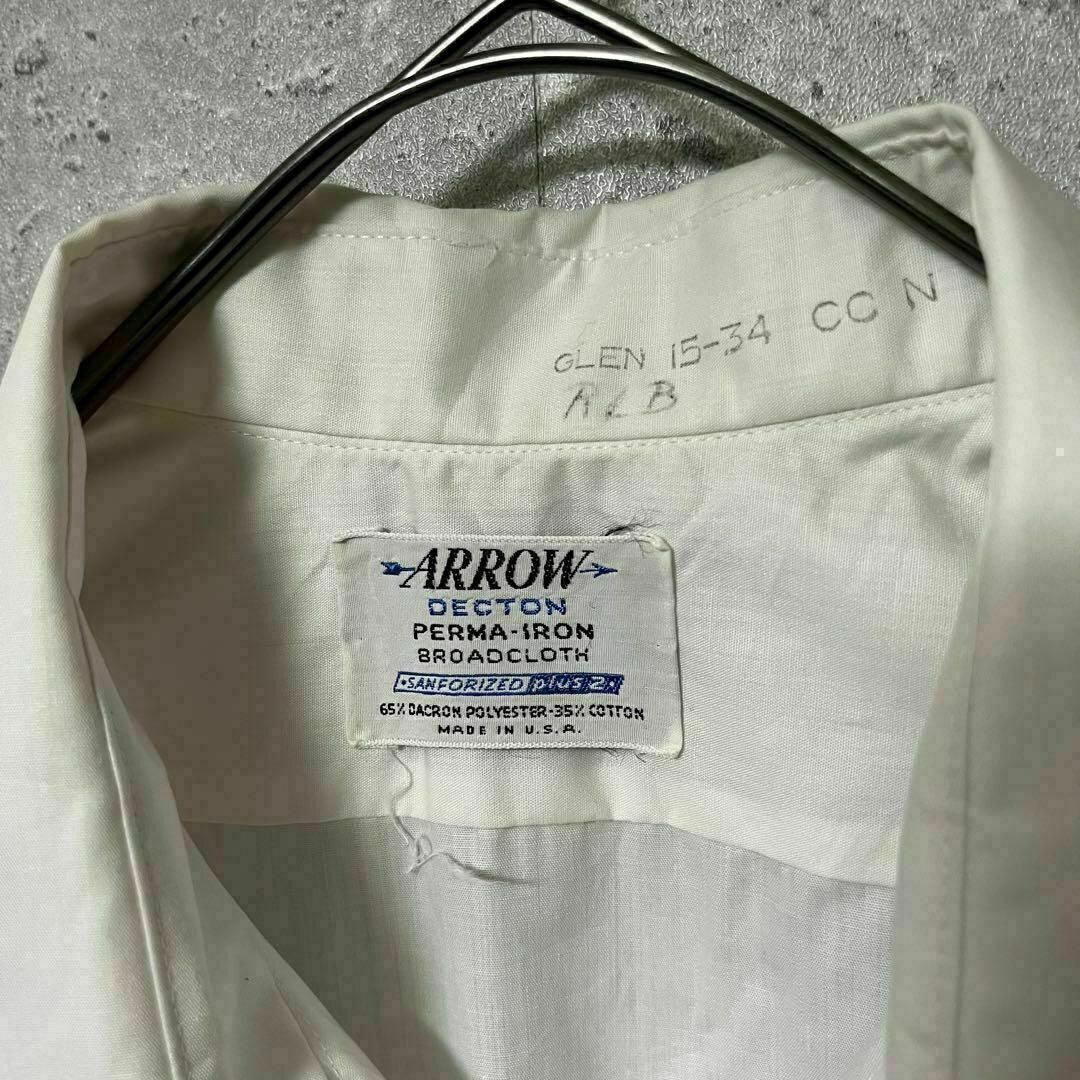 GLEN 15-34 CC N
ALB
ARROW
DECTON
PERMA-IRON
BROADCLOTH
•SANFORIZED plus 2•
65% DACRON POLYESTER-35% COTTON
MADE IN U.S.A.